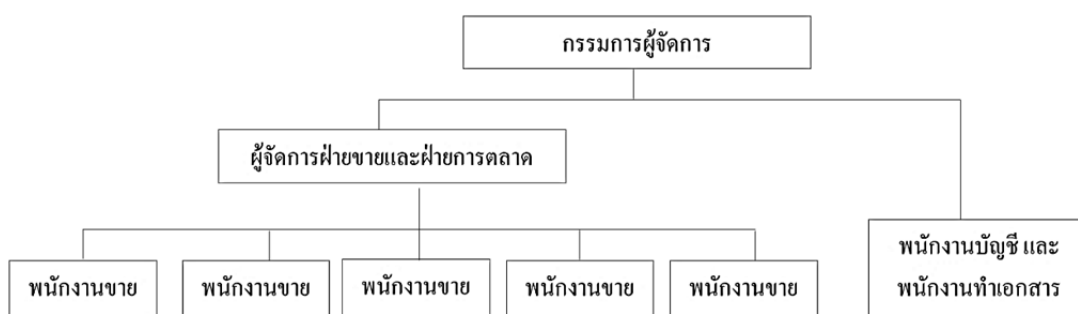 กรรมการผู้จัดการ
ผู้จัดการฝ่ายขายและฝ่ายการตลาด
พนักงานขาย
พนักงานขาย
พนักงานขาย
พนักงานขาย
พนักงานขาย
พนักงานบัญชี และ
พนักงานทำเอกสาร